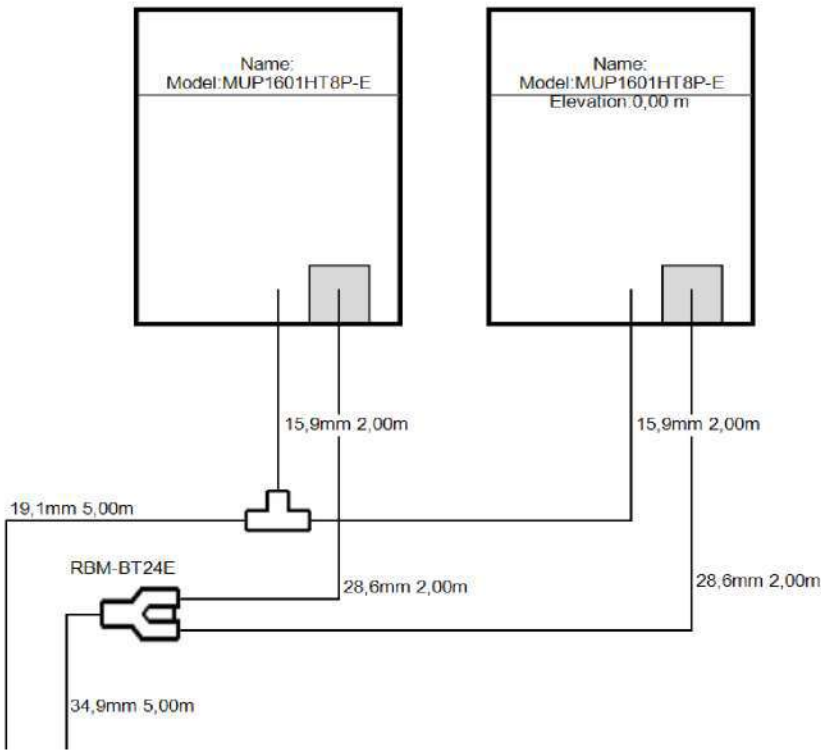 Name:
Model:MUP1601HT8P-E
Name:
Model:MUP1601HT8P-E
Elevation:0,00 m
15,9mm 2,00m
15,9mm 2,00m
19,1mm 5,00m
RBM-BT24E
28,6mm 2,00m
28,6mm 2,00m
34,9mm 5,00m